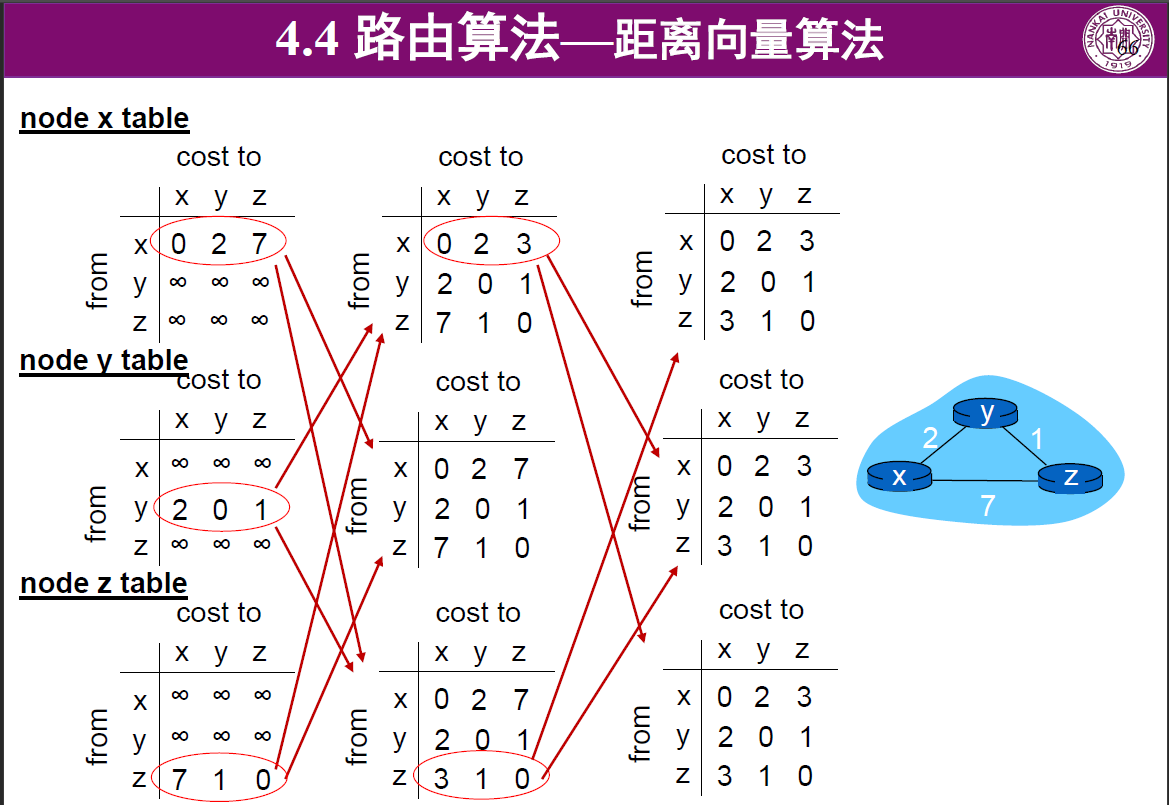 4.4 路由算法—距离向量算法
NANKAI UNIVERSITY
66
1919
node x table
cost to cost to cost to
x y z x y z x y z
from x 0 2 7 from x 0 2 3 from x 0 2 3
y ∞ ∞ ∞ y 2 0 1 y 2 0 1
z ∞ ∞ ∞ z 7 1 0 z 3 1 0
node y table
cost to cost to cost to
x y z x y z x y z
from x ∞ ∞ ∞ from x 0 2 7 from x 0 2 3
y 2 0 1 y 2 0 1 y 2 0 1
z ∞ ∞ ∞ z 7 1 0 z 3 1 0
node z table
cost to cost to cost to
x y z x y z x y z
from x ∞ ∞ ∞ from x 0 2 7 from x 0 2 3
y ∞ ∞ ∞ y 2 0 1 y 2 0 1
z 7 1 0 z 3 1 0 z 3 1 0
y
2 1
x z
7